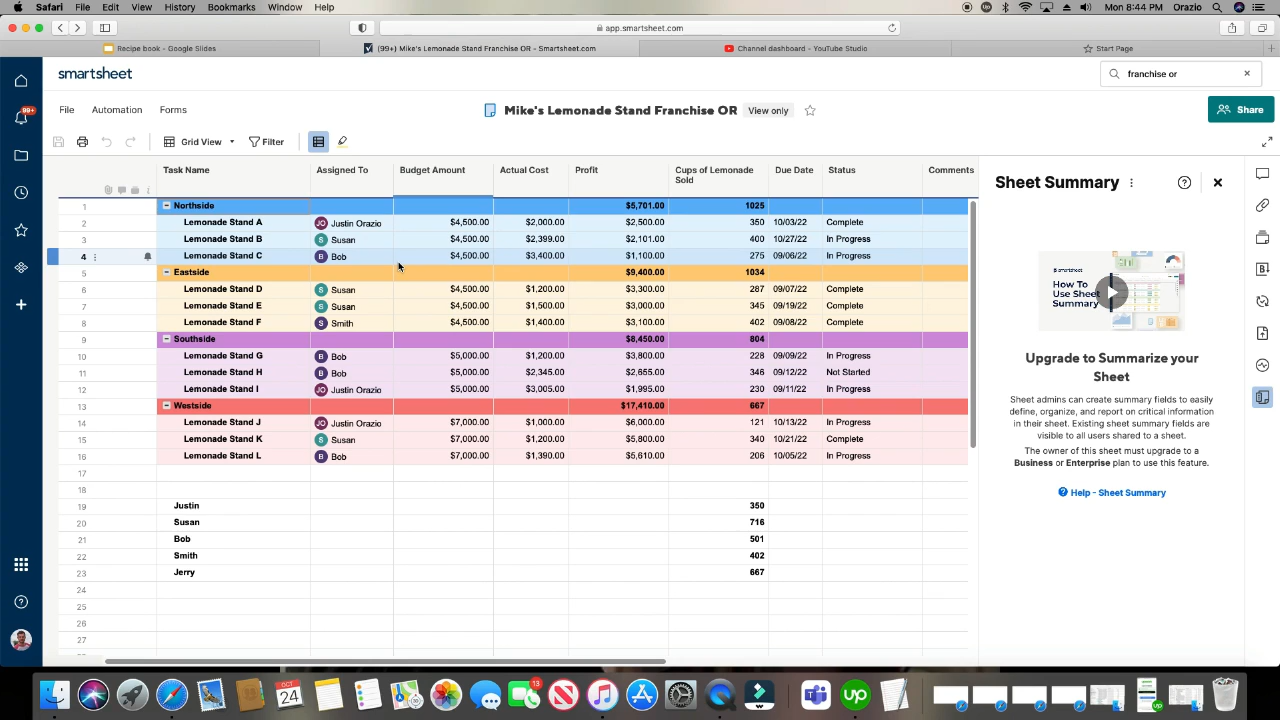 Safari File Edit View History Bookmarks Window Help Mon 8:44 PM Orazio
app.smartsheet.com
Recipe book - Google Slides (99+) Mike's Lemonade Stand Franchise OR - Smartsheet.com Channel dashboard - YouTube Studio Start Page
smartsheet franchise or
File Automation Forms Mike's Lemonade Stand Franchise OR View only Share
99+
Grid View Filter
Task Name Assigned To Budget Amount Actual Cost Profit Cups of Lemonade Sold Due Date Status Comments
1 Northside $5,701.00 1025
2 Lemonade Stand A JO Justin Orazio $4,500.00 $2,000.00 $2,500.00 350 10/03/22 Complete
3 Lemonade Stand B S Susan $4,500.00 $2,399.00 $2,101.00 400 10/27/22 In Progress
4 Lemonade Stand C B Bob $4,500.00 $3,400.00 $1,100.00 275 09/06/22 In Progress
5 Eastside $9,400.00 1034
6 Lemonade Stand D S Susan $4,500.00 $1,200.00 $3,300.00 287 09/07/22 Complete
7 Lemonade Stand E S Susan $4,500.00 $1,500.00 $3,000.00 345 09/19/22 Complete
8 Lemonade Stand F S Smith $4,500.00 $1,400.00 $3,100.00 402 09/08/22 Complete
9 Southside $8,450.00 804
10 Lemonade Stand G B Bob $5,000.00 $1,200.00 $3,800.00 228 09/09/22 In Progress
11 Lemonade Stand H B Bob $5,000.00 $2,345.00 $2,655.00 346 09/12/22 Not Started
12 Lemonade Stand I JO Justin Orazio $5,000.00 $3,005.00 $1,995.00 230 09/11/22 In Progress
13 Westside $17,410.00 667
14 Lemonade Stand J JO Justin Orazio $7,000.00 $1,000.00 $6,000.00 121 10/13/22 In Progress
15 Lemonade Stand K S Susan $7,000.00 $1,200.00 $5,800.00 340 10/21/22 Complete
16 Lemonade Stand L B Bob $7,000.00 $1,390.00 $5,610.00 206 10/05/22 In Progress
17
18
19 Justin 350
20 Susan 716
21 Bob 501
22 Smith 402
23 Jerry 667
24
25
26
27
Sheet Summary
smartsheet
How To
Use Sheet
Summary
Upgrade to Summarize your
Sheet
Sheet admins can create summary fields to easily
define, organize, and report on critical information
in their sheet. Existing sheet summary fields are
visible to all users shared to a sheet.
The owner of this sheet must upgrade to a
Business or Enterprise plan to use this feature.
Help - Sheet Summary
OCT
24
13
up